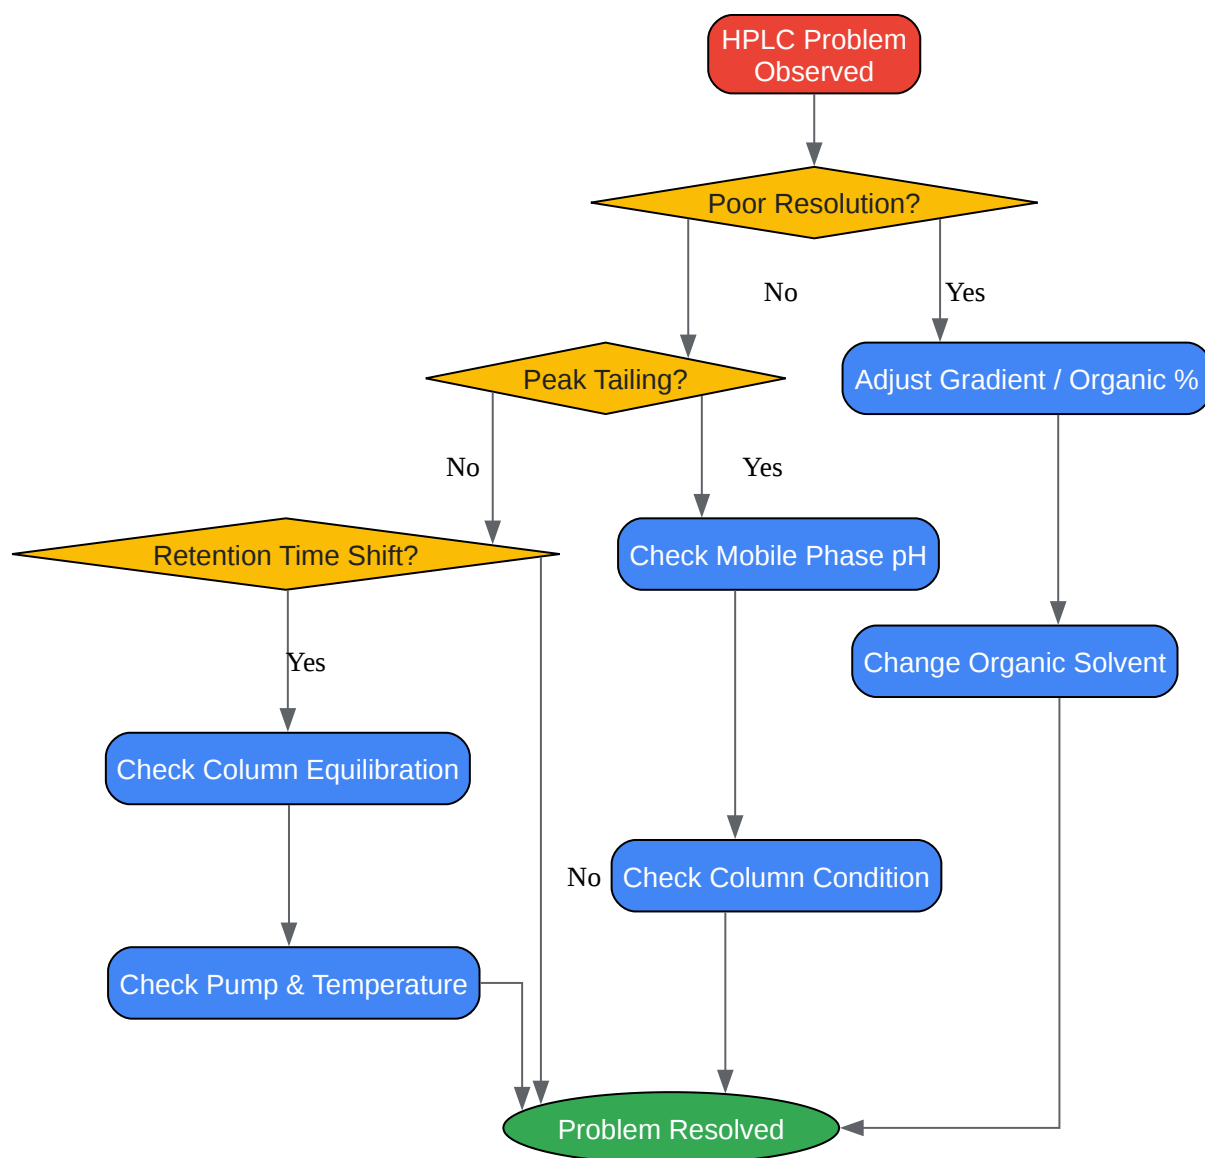 HPLC Problem
Observed
Poor Resolution?
No
Yes
Peak Tailing?
Adjust Gradient / Organic %
No
Yes
Retention Time Shift?
Check Mobile Phase pH
Yes
Change Organic Solvent
Check Column Equilibration
No
Check Column Condition
Check Pump & Temperature
Problem Resolved